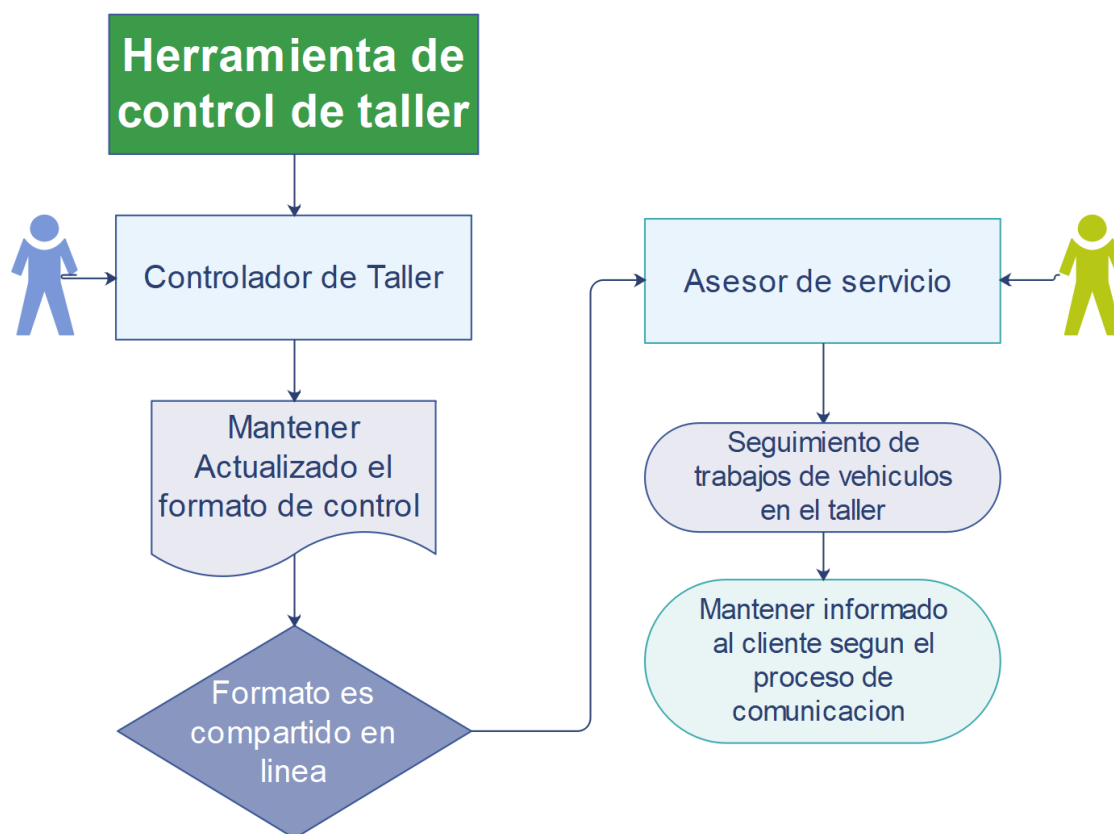 Herramienta de
control de taller
Controlador de Taller
Mantener
Actualizado el
formato de control
Formato es
compartido en
linea
Asesor de servicio
Seguimiento de
trabajos de vehiculos
en el taller
Mantener informado
al cliente segun el
proceso de
comunicacion